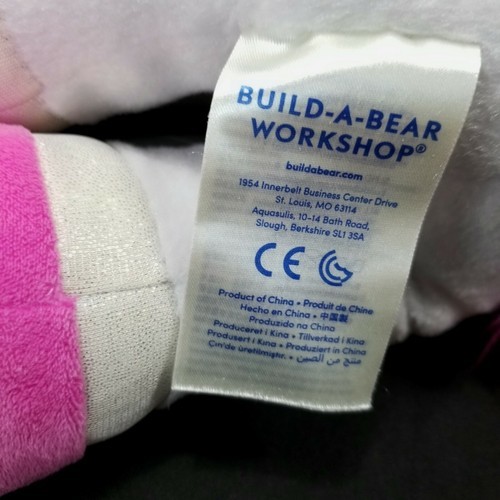 BUILD-A-BEAR
WORKSHOP®
buildabear.com
1954 Innerbelt Business Center Drive
St. Louis, MO 63114
Aquasulis, 10-14 Bath Road,
Slough, Berkshire SL1 3SA
CE
Product of China • Produit de Chine
Hecho en China • 中国製
Produzido na China
Produceret i Kina • Tillverkad i Kina
Produsert i Kina • Produziert in China
Çin'de üretilmiştir. • منتج من الصين